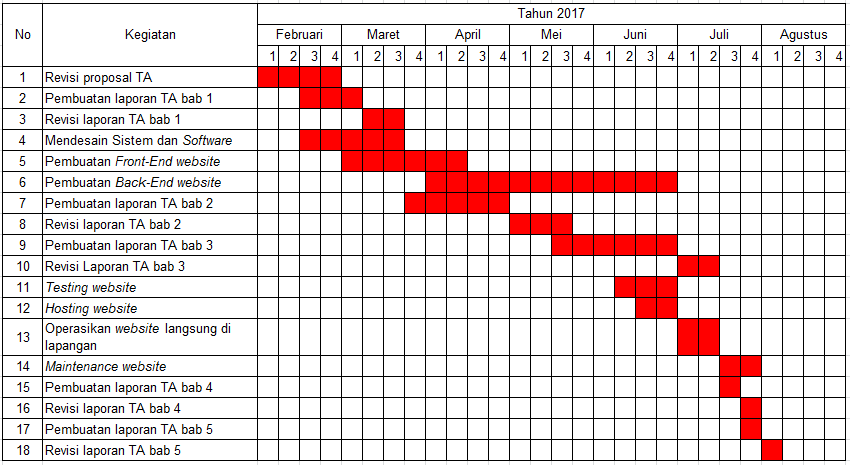 Tahun 2017
No Kegiatan Februari Maret April Mei Juni Juli Agustus
1 2 3 4 1 2 3 4 1 2 3 4 1 2 3 4 1 2 3 4 1 2 3 4 1 2 3 4
1 Revisi proposal TA
2 Pembuatan laporan TA bab 1
3 Revisi laporan TA bab 1
4 Mendesain Sistem dan Software
5 Pembuatan Front-End website
6 Pembuatan Back-End website
7 Pembuatan laporan TA bab 2
8 Revisi laporan TA bab 2
9 Pembuatan laporan TA bab 3
10 Revisi Laporan TA bab 3
11 Testing website
12 Hosting website
13 Operasikan website langsung di
lapangan
14 Maintenance website
15 Pembuatan laporan TA bab 4
16 Revisi laporan TA bab 4
17 Pembuatan laporan TA bab 5
18 Revisi laporan TA bab 5